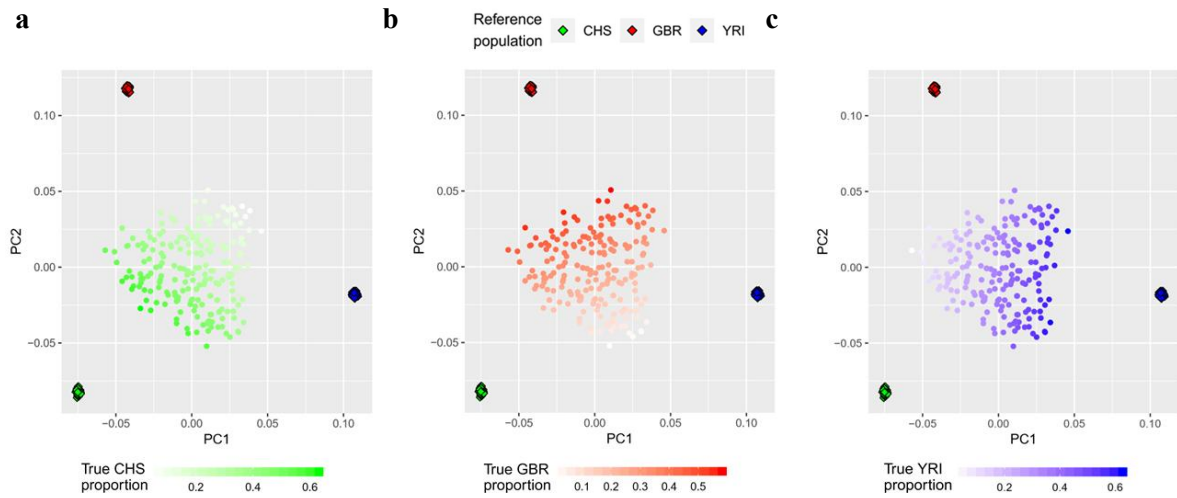 a
b
Reference
population
CHS
GBR
YRI
c
0.10
0.05
0.00
−0.05
PC2
−0.05
0.00
0.05
0.10
PC1
True CHS
proportion
0.2
0.4
0.6
0.10
0.05
0.00
−0.05
PC2
−0.05
0.00
0.05
0.10
PC1
True GBR
proportion
0.1
0.2
0.3
0.4
0.5
0.10
0.05
0.00
−0.05
PC2
−0.05
0.00
0.05
0.10
PC1
True YRI
proportion
0.2
0.4
0.6